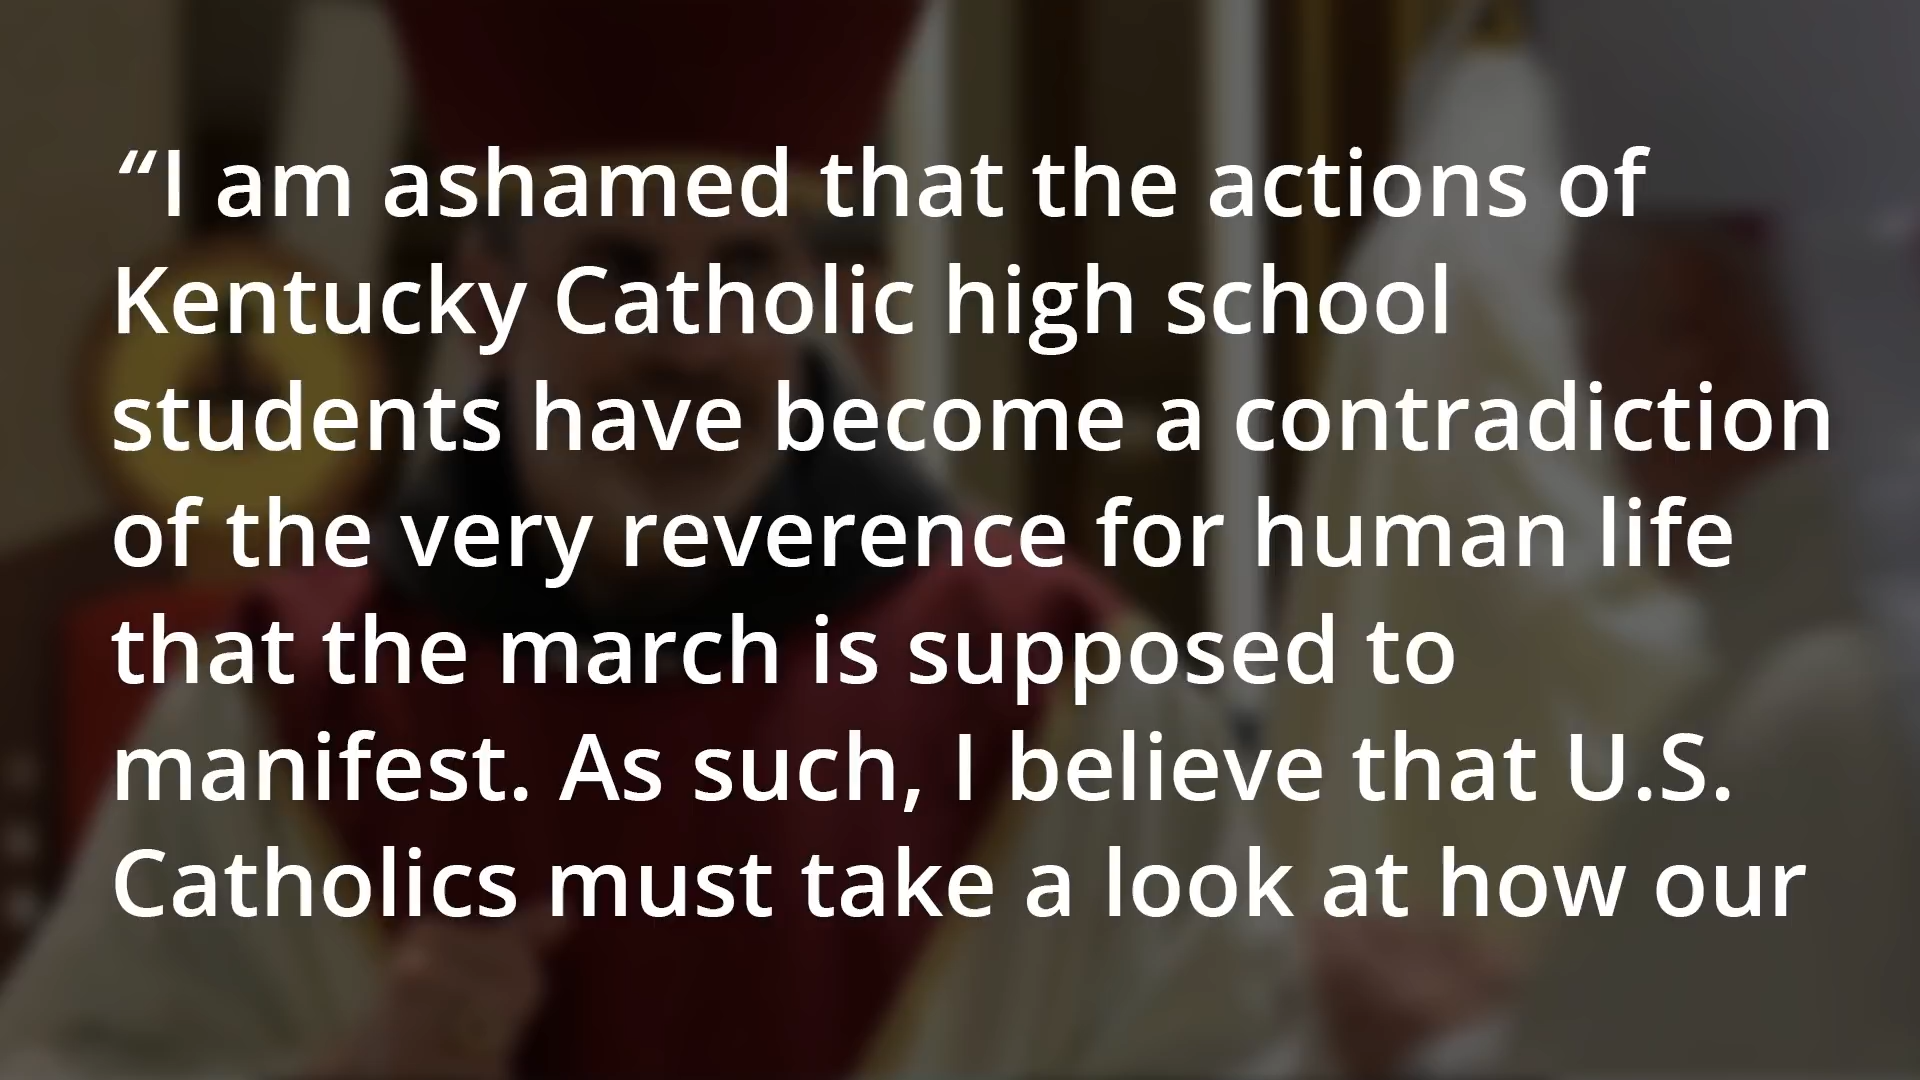 “I am ashamed that the actions of
Kentucky Catholic high school
students have become a contradiction
of the very reverence for human life
that the march is supposed to
manifest. As such, I believe that U.S.
Catholics must take a look at how our